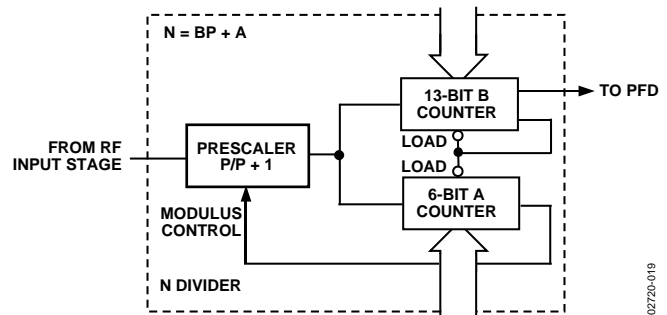 N = BP + A
13-BIT B
COUNTER
TO PFD
LOAD
LOAD
FROM RF
INPUT STAGE
PRESCALER
P/P + 1
6-BIT A
COUNTER
MODULUS
CONTROL
N DIVIDER
02720-019